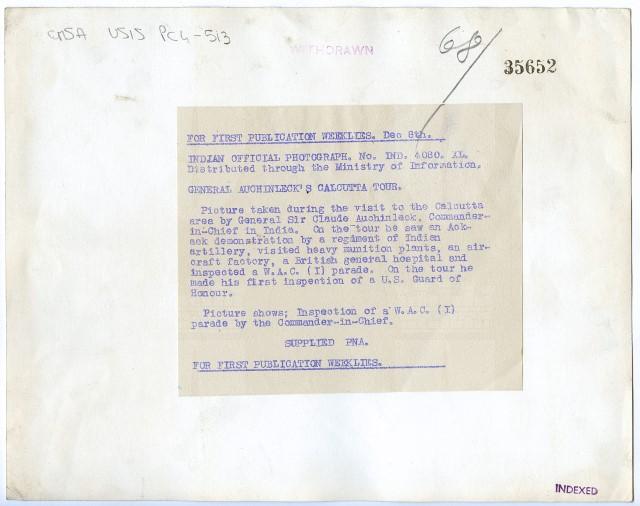 CMSA USIS PC4-513
WITHDRAWN
68/
35652
FOR FIRST PUBLICATION WEEKLIES. Dec 8th.
INDIAN OFFICIAL PHOTOGRAPH. No. IND. 4080. XL.
Distributed through the Ministry of Information.
GENERAL AUCHINLECK'S CALCUTTA TOUR.
Picture taken during the visit to the Calcutta
area by General Sir Claude Auchinleck, Commander-
in-Chief in India. On the tour he saw an Ack-
ack demonstration by a regiment of Indian
artillery, visited heavy munition plants, an air-
craft factory, a British general hospital and
inspected a W.A.C. (I) parade. On the tour he
made his first inspection of a U.S. Guard of
Honour.
Picture shows; Inspection of a W.A.C. (I)
parade by the Commander-in-Chief.
SUPPLIED PNA.
FOR FIRST PUBLICATION WEEKLIES.
INDEXED